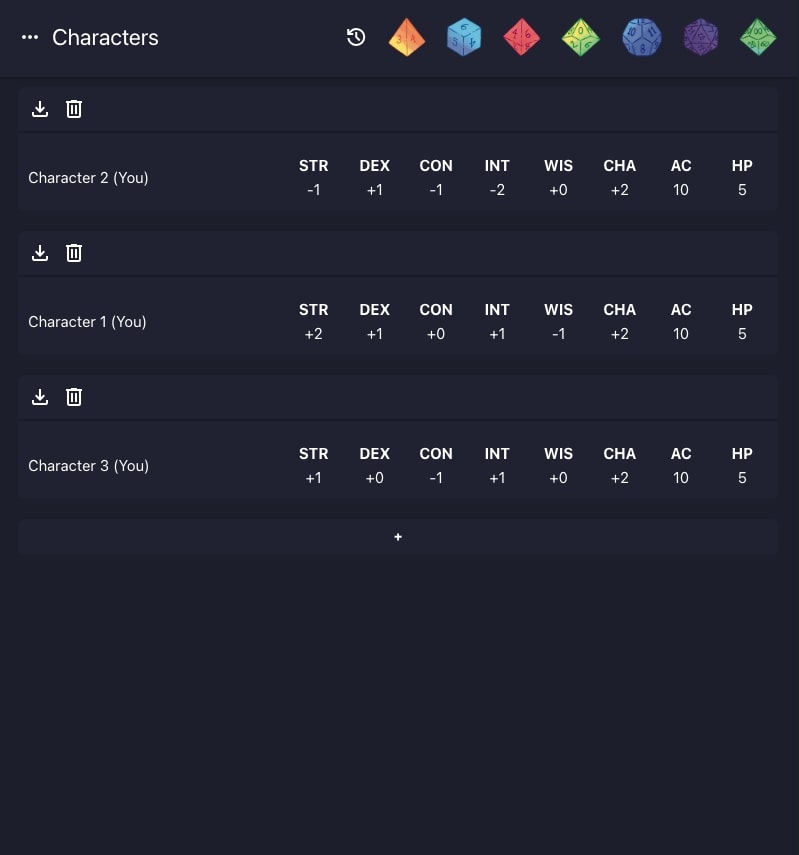 Characters
Character 2 (You)
STR DEX CON INT WIS CHA AC HP
-1 +1 -1 -2 +0 +2 10 5
Character 1 (You)
STR DEX CON INT WIS CHA AC HP
+2 +1 +0 +1 -1 +2 10 5
Character 3 (You)
STR DEX CON INT WIS CHA AC HP
+1 +0 -1 +1 +0 +2 10 5
+